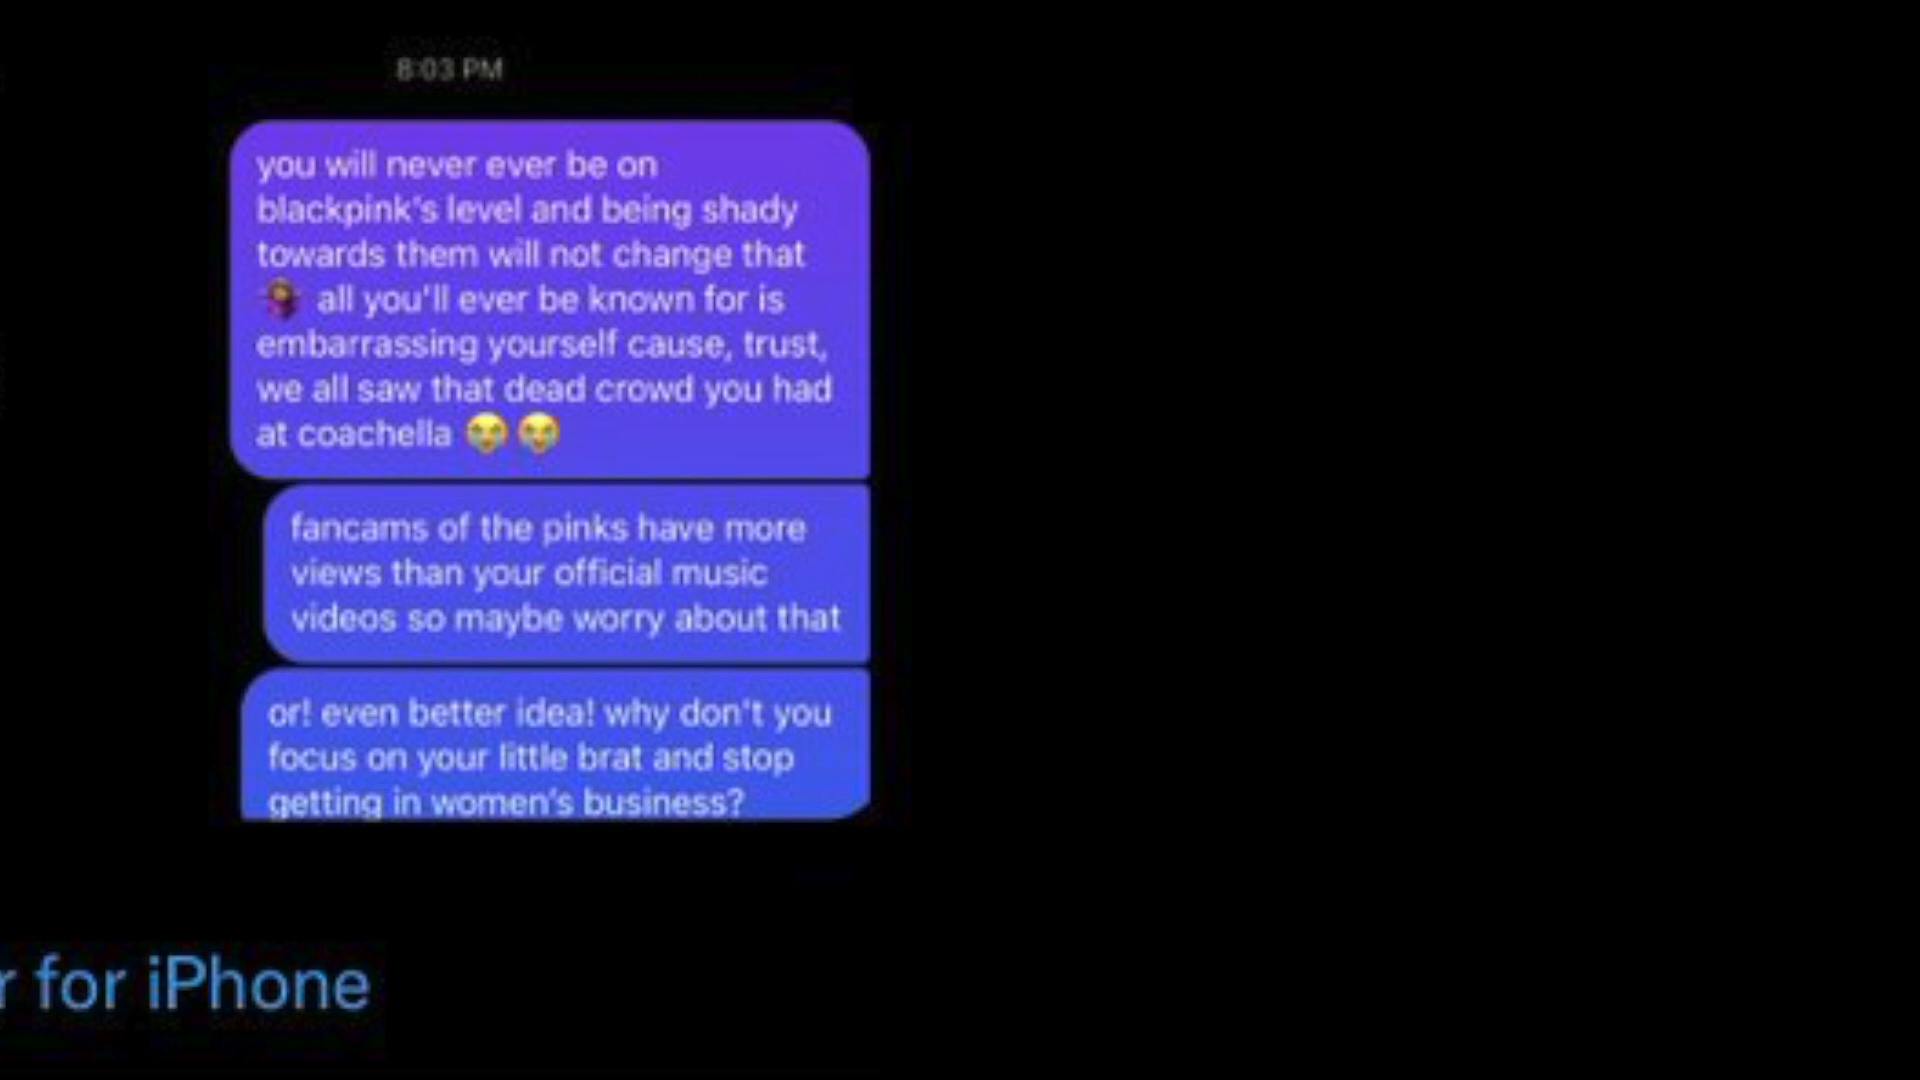 8:03 PM
you will never ever be on
blackpink's level and being shady
towards them will not change that
all you'll ever be known for is
embarrassing yourself cause, trust,
we all saw that dead crowd you had
at coachella 😭😭
fancams of the pinks have more
views than your official music
videos so maybe worry about that
or! even better idea! why don't you
focus on your little brat and stop
getting in women's business?
r for iPhone